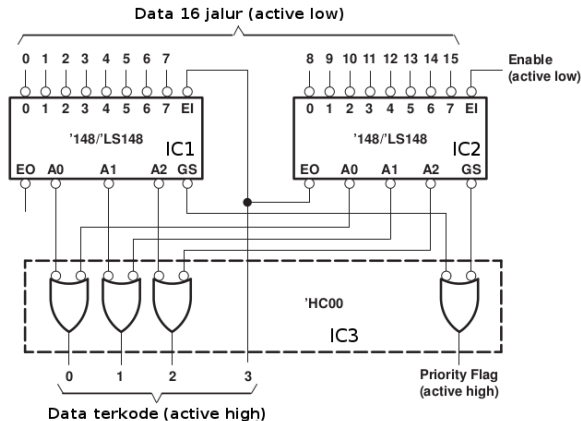 Data 16 jalur (active low)
0 1 2 3 4 5 6 7
8 9 10 11 12 13 14 15
Enable
(active low)
0 1 2 3 4 5 6 7 EI
0 1 2 3 4 5 6 7 EI
'148/'LS148
IC1
'148/'LS148
IC2
EO A0 A1 A2 GS
EO A0 A1 A2 GS
'HC00
IC3
0 1 2 3
Priority Flag
(active high)
Data terkode (active high)